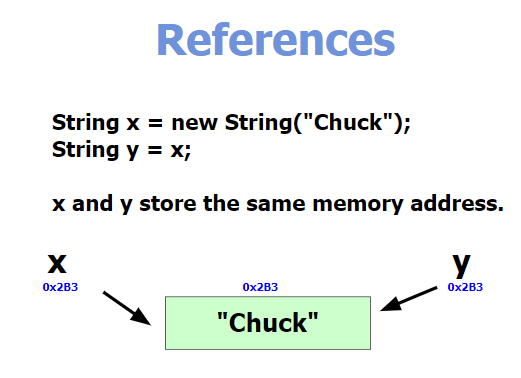 References
String x = new String("Chuck");
String y = x;
x and y store the same memory address.
x y
0x2B3 0x2B3 0x2B3
"Chuck"